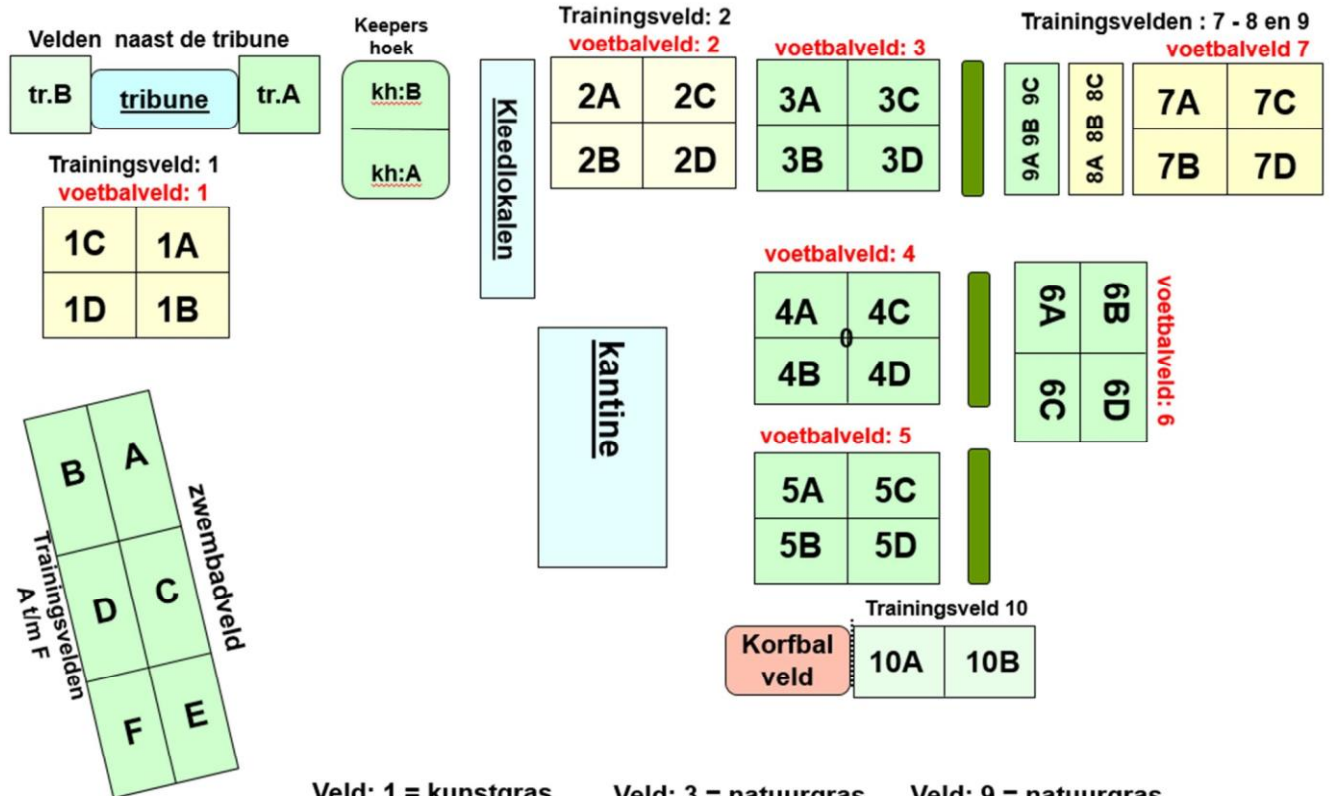 Velden naast de tribune
tr.B
tribune
tr.A
Keepers
hoek
kh:B
kh:A
Trainingsveld: 1
voetbalveld: 1
1C 1A
1D 1B
Kleedlokalen
Trainingsveld: 2
voetbalveld: 2
2A 2C
2B 2D
voetbalveld: 3
3A 3C
3B 3D
Trainingsvelden : 7 - 8 en 9
voetbalveld 7
9A 9B 9C
8A 8B 8C
7A 7C
7B 7D
voetbalveld: 4
4A 4C
0
4B 4D
6A 6B
6C 6D
voetbalveld: 6
kantine
voetbalveld: 5
5A 5C
5B 5D
B A
D C
F E
zwembadveld
Trainingsvelden
A t/m F
Trainingsveld 10
Korfbal
veld
10A 10B
Veld: 1 = kunstgras Veld: 3 = natuurgras Veld: 9 = natuurgras